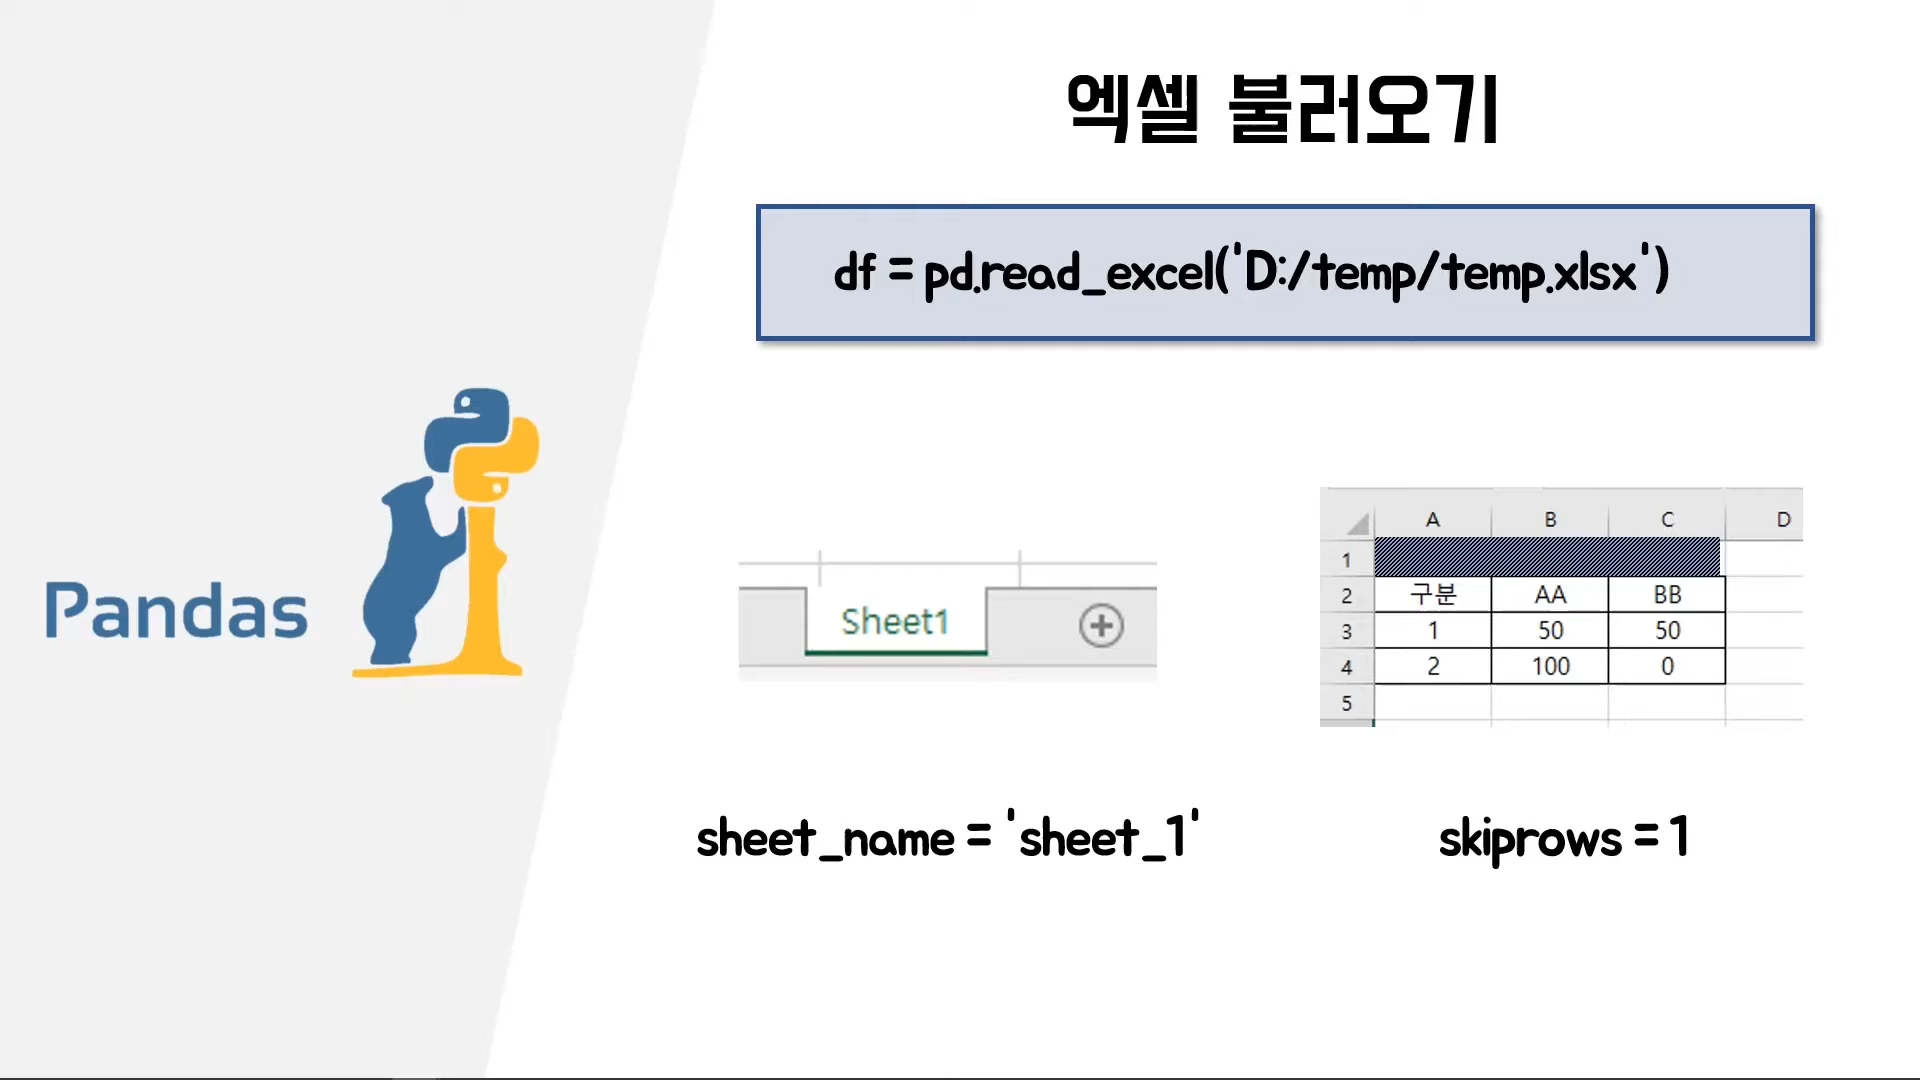 엑셀 불러오기
df = pd.read_excel('D:/temp/temp.xlsx')
Pandas
Sheet1
A B C D
1
2 구분 AA BB
3 1 50 50
4 2 100 0
5
sheet_name = 'sheet_1'
skiprows = 1